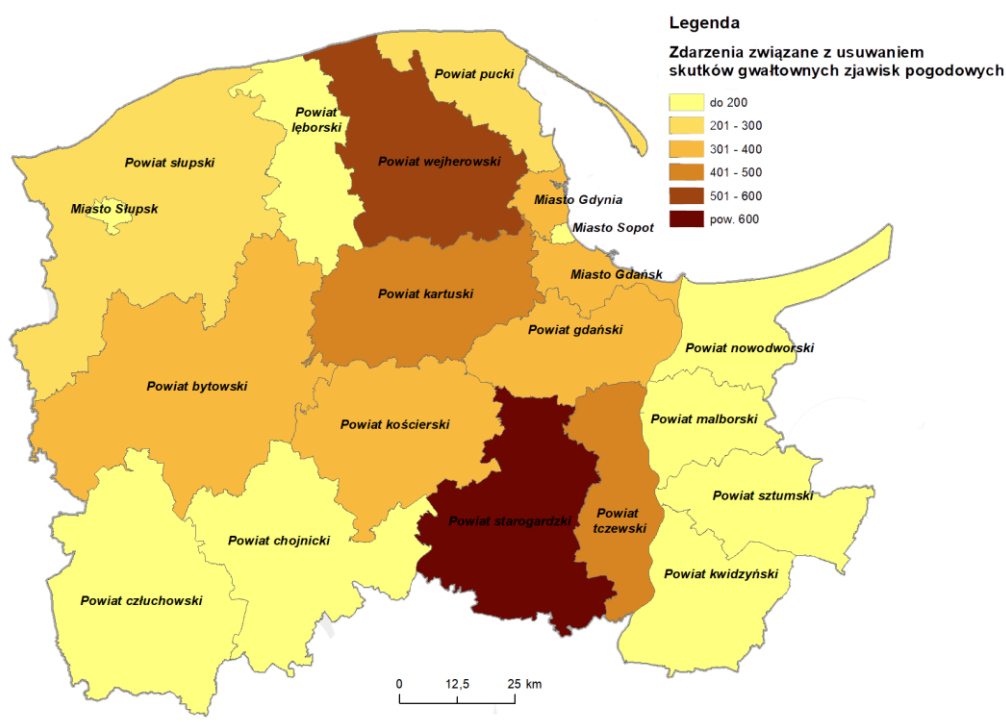 Legenda
Zdarzenia związane z usuwaniem
skutków gwałtownych zjawisk pogodowych
do 200
201 - 300
301 - 400
401 - 500
501 - 600
pow. 600
Powiat pucki
Powiat
lęborski
Powiat słupski
Powiat wejherowski
Miasto Słupsk
Miasto Gdynia
Miasto Sopot
Miasto Gdańsk
Powiat kartuski
Powiat gdański
Powiat nowodworski
Powiat bytowski
Powiat kościerski
Powiat malborski
Powiat sztumski
Powiat starogardzki
Powiat
tczewski
Powiat chojnicki
Powiat kwidzyński
Powiat człuchowski
0 12,5 25 km